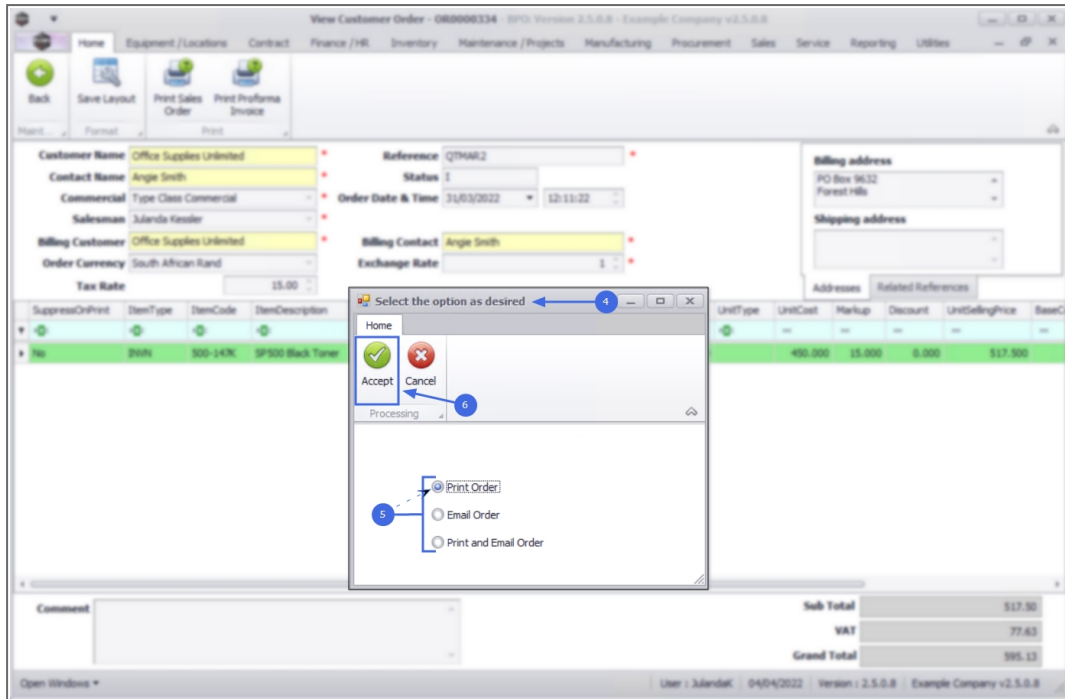 View Customer Order - OR0000334 - BPO: Version 2.5.0.8 - Example Company v2.5.0.8
Home Equipment / Locations Contract Finance / HR Inventory Maintenance / Projects Manufacturing Procurement Sales Service Reporting Utilities
Back Save Layout Print Sales Order Print Proforma Invoice
Maint... Format Print
Customer Name Office Supplies Unlimited * Reference QTMAR2 *
Contact Name Angie Smith * Status I
Commercial Type Class Commercial * Order Date & Time 31/03/2022 12:11:22
Salesman Julanda Kessler *
Billing Customer Office Supplies Unlimited * Billing Contact Angie Smith *
Order Currency South African Rand Exchange Rate 1 *
Tax Rate 15.00
Billing address
PO Box 9632
Forest Hills
Shipping address
Addresses Related References
SuppressOnPrint ItemType ItemCode ItemDescription UnitType UnitCost Markup Discount UnitSellingPrice BaseC
No INVN 500-147K SP500 Black Toner 450.000 15.000 0.000 517.500
Select the option as desired 4
Home
Accept Cancel
6
Processing
Print Order
5 Email Order
Print and Email Order
Comment
Sub Total 517.50
VAT 77.63
Grand Total 595.13
Open Windows User : JulandaK 04/04/2022 Version : 2.5.0.8 Example Company v2.5.0.8